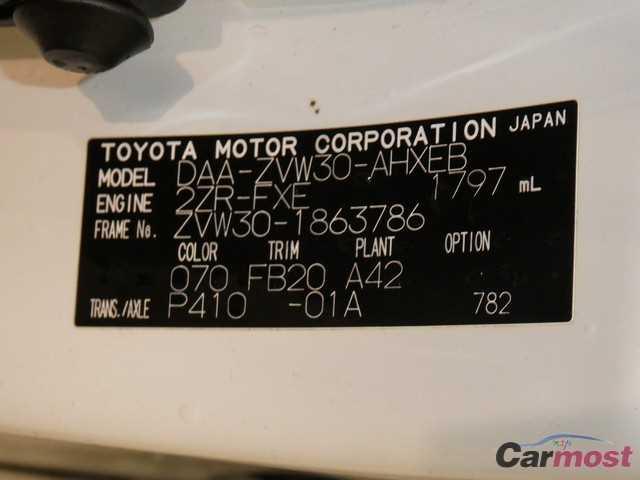 TOYOTA MOTOR CORPORATION JAPAN
MODEL DAA-ZVW30-AHXEB
ENGINE 2ZR-FXE 1797 mL
FRAME No. ZVW30-1863786
COLOR TRIM PLANT OPTION
070 FB20 A42
TRANS./AXLE P410 -01A 782
Carmost